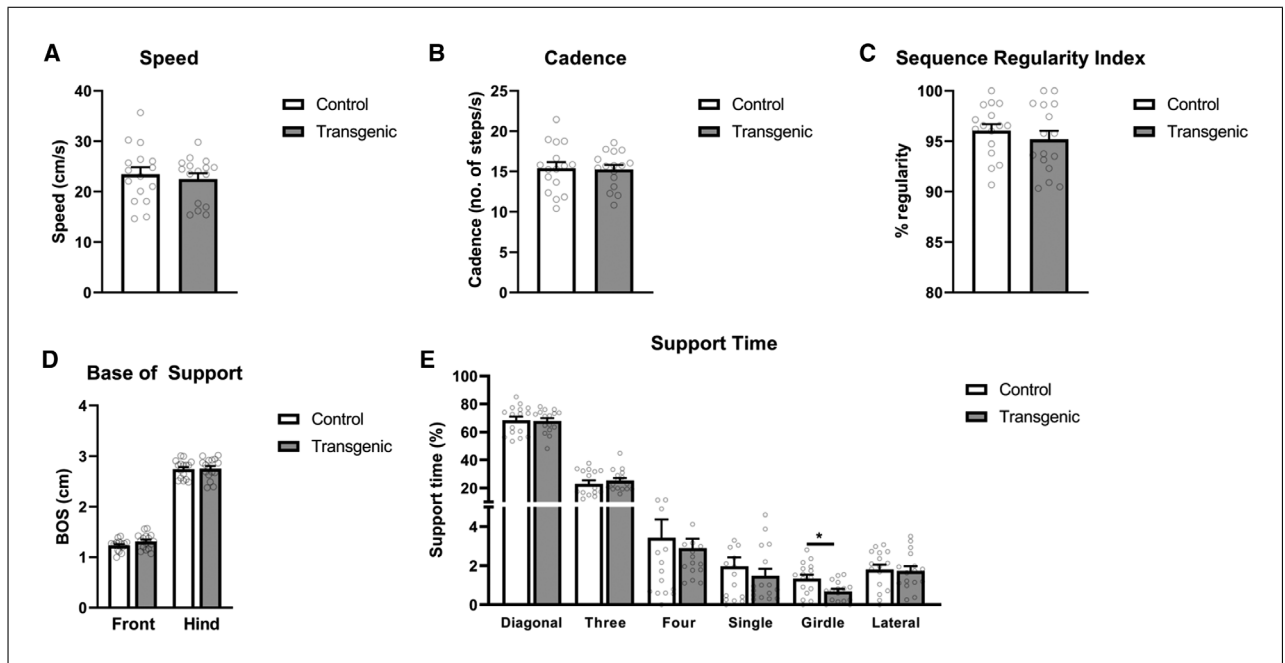 A
Speed
Speed (cm/s)
40
30
20
10
0
Control
Transgenic
B
Cadence
Cadence (no. of steps/s)
25
20
15
10
5
0
Control
Transgenic
C
Sequence Regularity Index
% regularity
100
95
90
85
80
Control
Transgenic
D
Base of Support
BOS (cm)
4
3
2
1
0
Front Hind
Control
Transgenic
E
Support Time
Support time (%)
100
80
60
40
20
4
2
0
*
Diagonal Three Four Single Girdle Lateral
Control
Transgenic